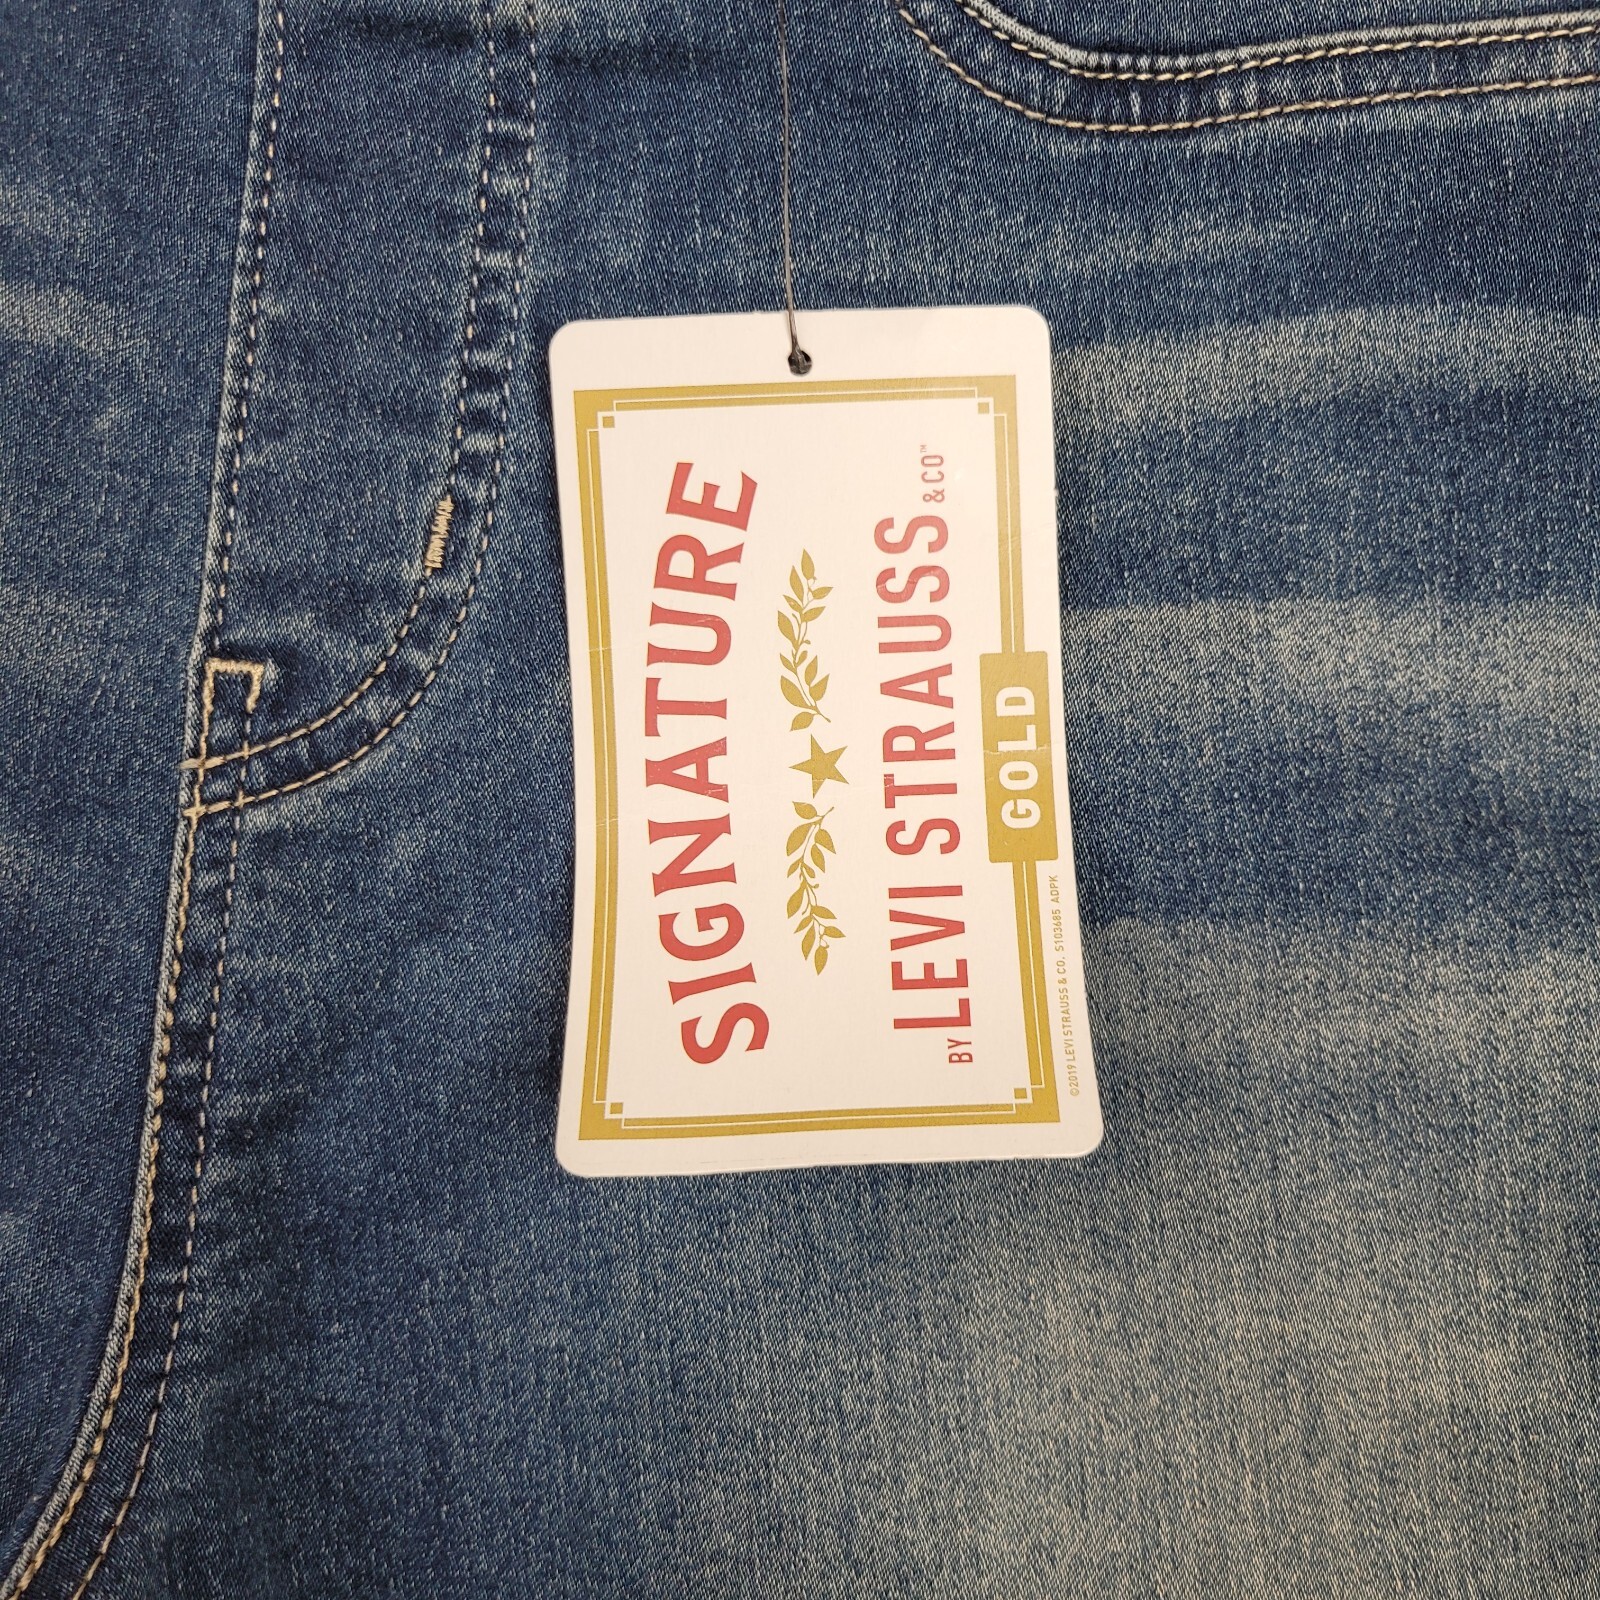 SIGNATURE
BY LEVI STRAUSS & CO™
GOLD
©2019 LEVI STRAUSS & CO. S103685 ADPK